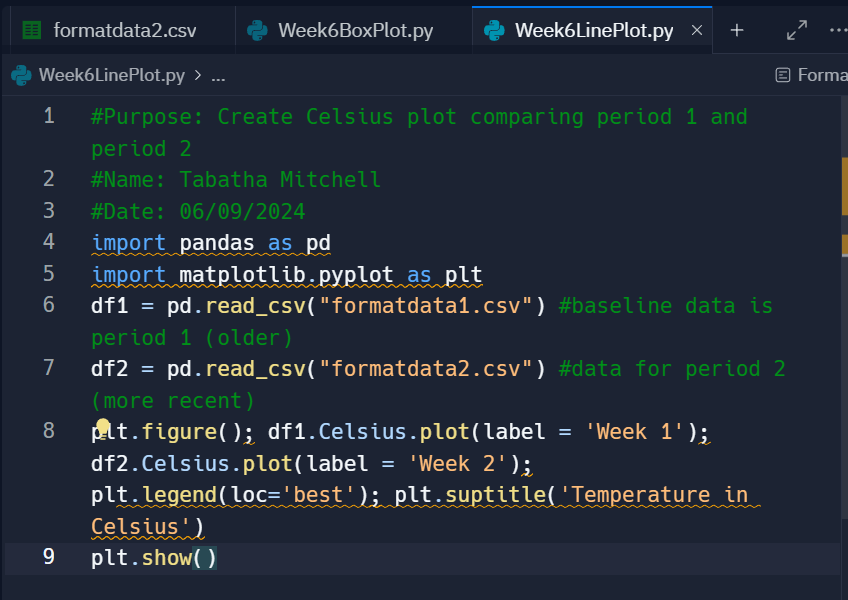 formatdata2.csv Week6BoxPlot.py Week6LinePlot.py × + ...
Week6LinePlot.py > ... Forma
1 #Purpose: Create Celsius plot comparing period 1 and
period 2
2 #Name: Tabatha Mitchell
3 #Date: 06/09/2024
4 import pandas as pd
5 import matplotlib.pyplot as plt
6 df1 = pd.read_csv("formatdata1.csv") #baseline data is
period 1 (older)
7 df2 = pd.read_csv("formatdata2.csv") #data for period 2
(more recent)
8 plt.figure(); df1.Celsius.plot(label = 'Week 1');
df2.Celsius.plot(label = 'Week 2');
plt.legend(loc='best'); plt.suptitle('Temperature in
Celsius')
9 plt.show()